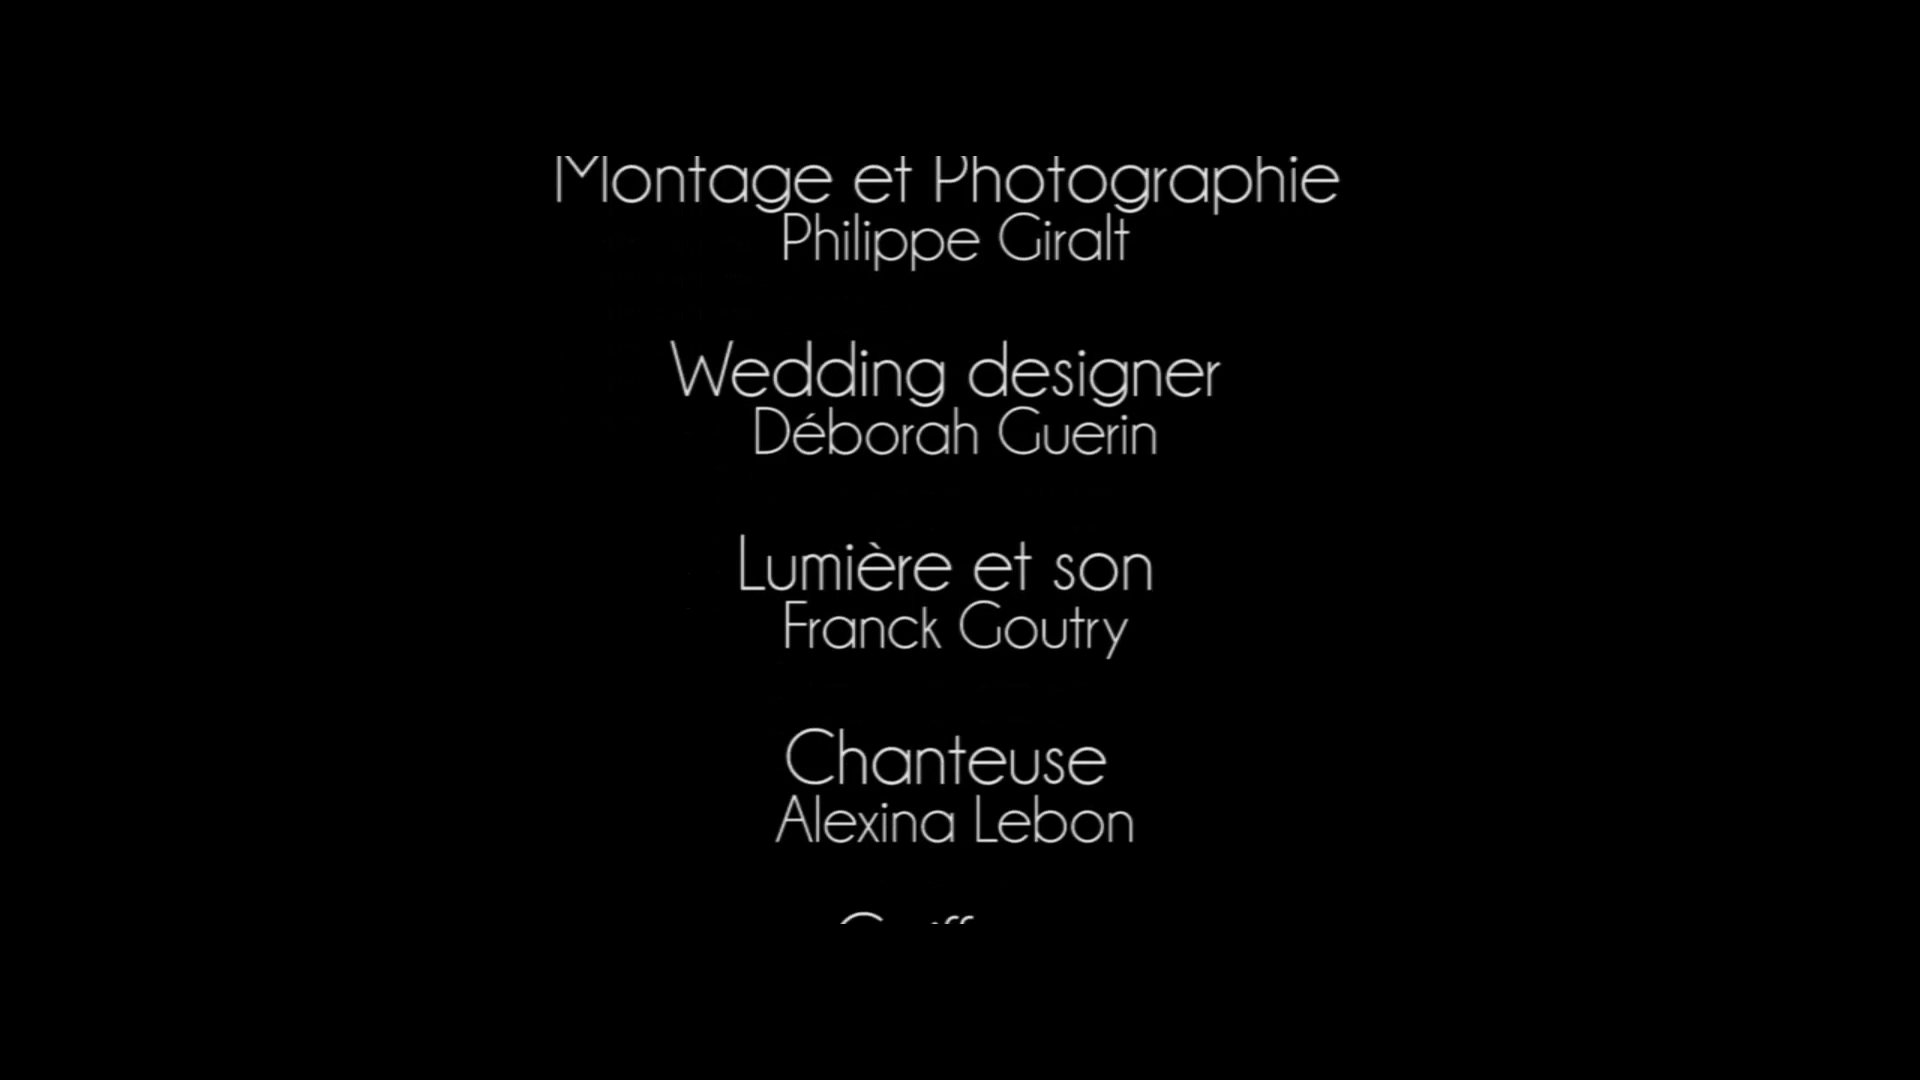 Montage et Photographie
Philippe Giralt
Wedding designer
Déborah Guerin
Lumière et son
Franck Goutry
Chanteuse
Alexina Lebon